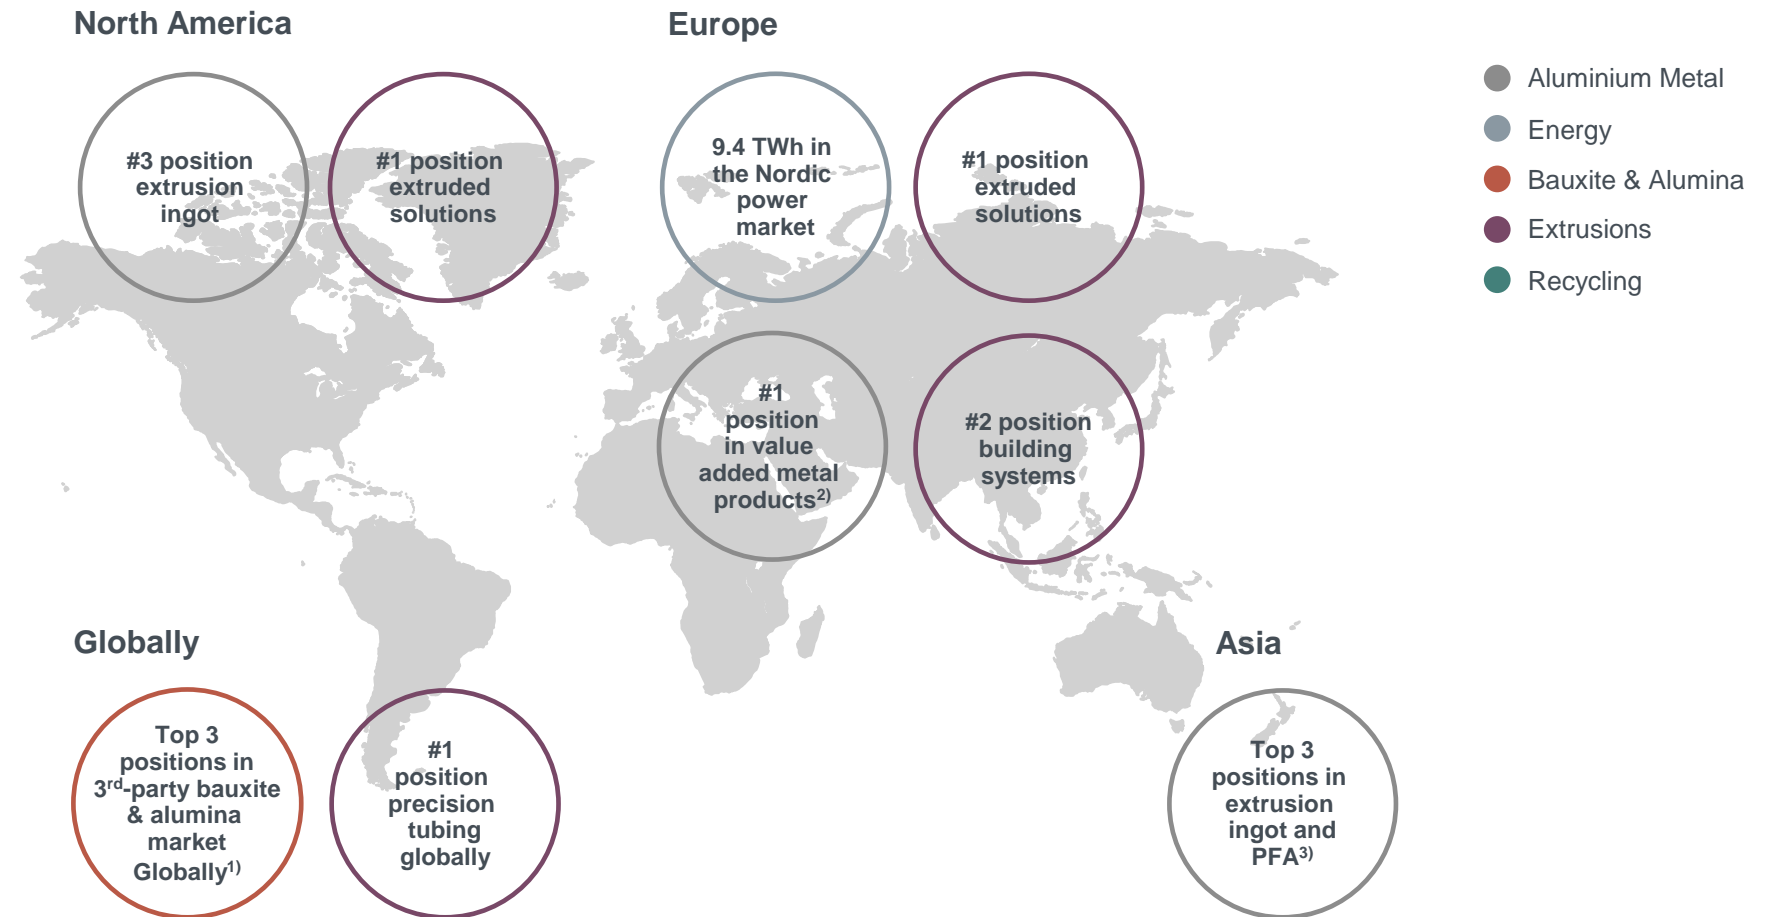 North America
#3 position
extrusion
ingot
#1 position
extruded
solutions
Europe
9.4 TWh in
the Nordic
power
market
#1 position
extruded
solutions
#1
position
in value
added metal
products2)
#2 position
building
systems
Aluminium Metal
Energy
Bauxite & Alumina
Extrusions
Recycling
Globally
Top 3
positions in
3rd-party bauxite
& alumina
market
Globally1)
#1
position
precision
tubing
globally
Asia
Top 3
positions in
extrusion
ingot and
PFA3)